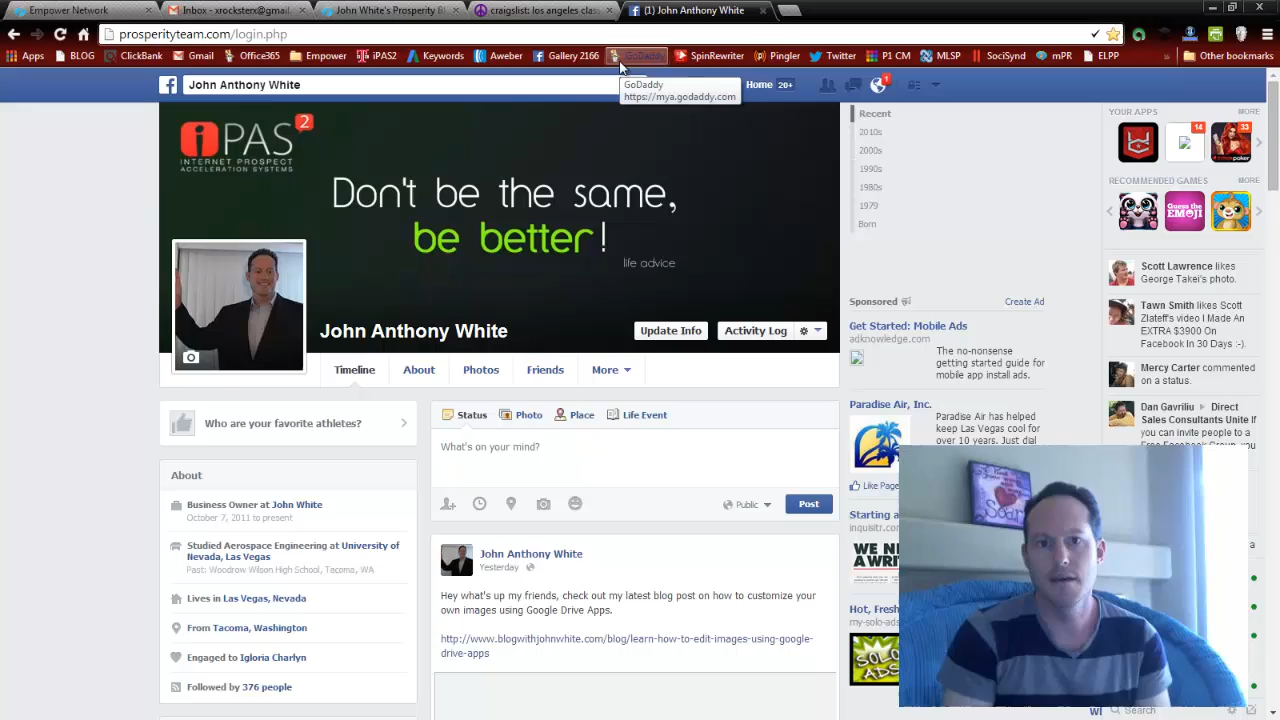 Empower Network
Inbox - xrocksterx@gmail.
John White's Prosperity Bl
craigslist: los angeles class
(1) John Anthony White
prosperityteam.com/login.php
Apps
BLOG
ClickBank
Gmail
Office365
Empower
iPAS2
Keywords
Aweber
Gallery 2166
GoDaddy
SpinRewriter
Pingler
Twitter
P1 CM
MLSP
SociSynd
mPR
ELPP
Other bookmarks
John Anthony White
GoDaddy
https://mya.godaddy.com
Home 20+
1
iPAS 2
INTERNET PROSPECT
ACCELERATION SYSTEMS
Don't be the same,
be better!
life advice
John Anthony White
Update Info
Activity Log
Timeline
About
Photos
Friends
More
Who are your favorite athletes?
About
Business Owner at John White
October 7, 2011 to present
Studied Aerospace Engineering at University of
Nevada, Las Vegas
Past: Woodrow Wilson High School, Tacoma, WA
Lives in Las Vegas, Nevada
From Tacoma, Washington
Engaged to Igloria Charlyn
Followed by 376 people
Status
Photo
Place
Life Event
What's on your mind?
Public
Post
John Anthony White
Yesterday
Hey what's up my friends, check out my latest blog post on how to customize your
own images using Google Drive Apps.
http://www.blogwithjohnwhite.com/blog/learn-how-to-edit-images-using-google-
drive-apps
Recent
2010s
2000s
1990s
1980s
1979
Born
Sponsored
Create Ad
Get Started: Mobile Ads
adknowledge.com
The no-nonsense
getting started guide for
mobile app install ads.
Paradise Air, Inc.
Paradise Air has helped
keep Las Vegas cool for
over 10 years. Just dial
Like Page
Starting a
inquisitr.com
WE NE
Hot, Fresh
my-solo-ads
SOLO
ADS
YOUR APPS
MORE
14
33
RECOMMENDED GAMES
MORE
Guess the
EMOJI
Scott Lawrence likes
George Takei's photo.
Tawn Smith likes Scott
Zlateff's video I Made An
EXTRA $3900 On
Facebook In 30 Days :-).
Mercy Carter commented
on a status.
Dan Gavriliu ▸ Direct
Sales Consultants Unite If
you can invite people to
Search